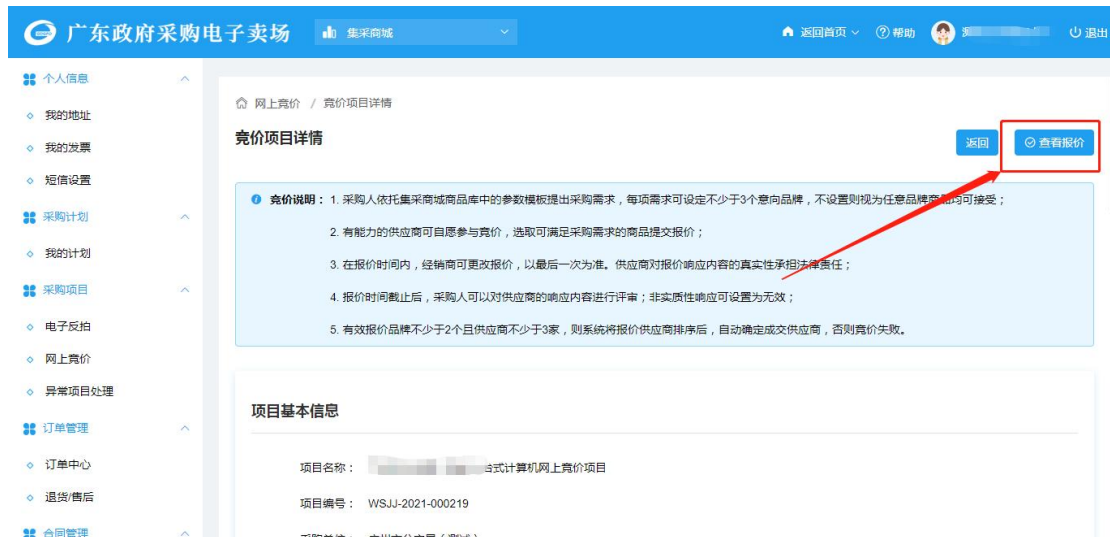 广东政府采购电子卖场
集采商城
返回首页
帮助
退出
个人信息
我的地址
我的发票
短信设置
采购计划
我的计划
采购项目
电子反拍
网上竞价
异常项目处理
订单管理
订单中心
退货/售后
合同管理
网上竞价 / 竞价项目详情
竞价项目详情
返回
查看报价
竞价说明：1. 采购人依托集采商城商品库中的参数模板提出采购需求，每项需求可设定不少于3个意向品牌，不设置则视为任意品牌商品均可接受；
2. 有能力的供应商可自愿参与竞价，选取可满足采购需求的商品提交报价；
3. 在报价时间内，经销商可更改报价，以最后一次为准。供应商对报价响应内容的真实性承担法律责任；
4. 报价时间截止后，采购人可以对供应商的响应内容进行评审；非实质性响应可设置为无效；
5. 有效报价品牌不少于2个且供应商不少于3家，则系统将报价供应商排序后，自动确定成交供应商，否则竞价失败。
项目基本信息
项目名称：台式计算机网上竞价项目
项目编号：WSJJ-2021-000219